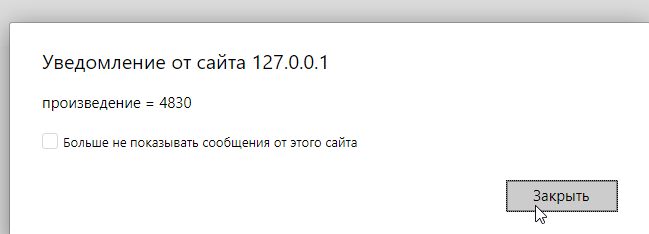 Уведомление от сайта 127.0.0.1
произведение = 4830
Больше не показывать сообщения от этого сайта
Закрыть